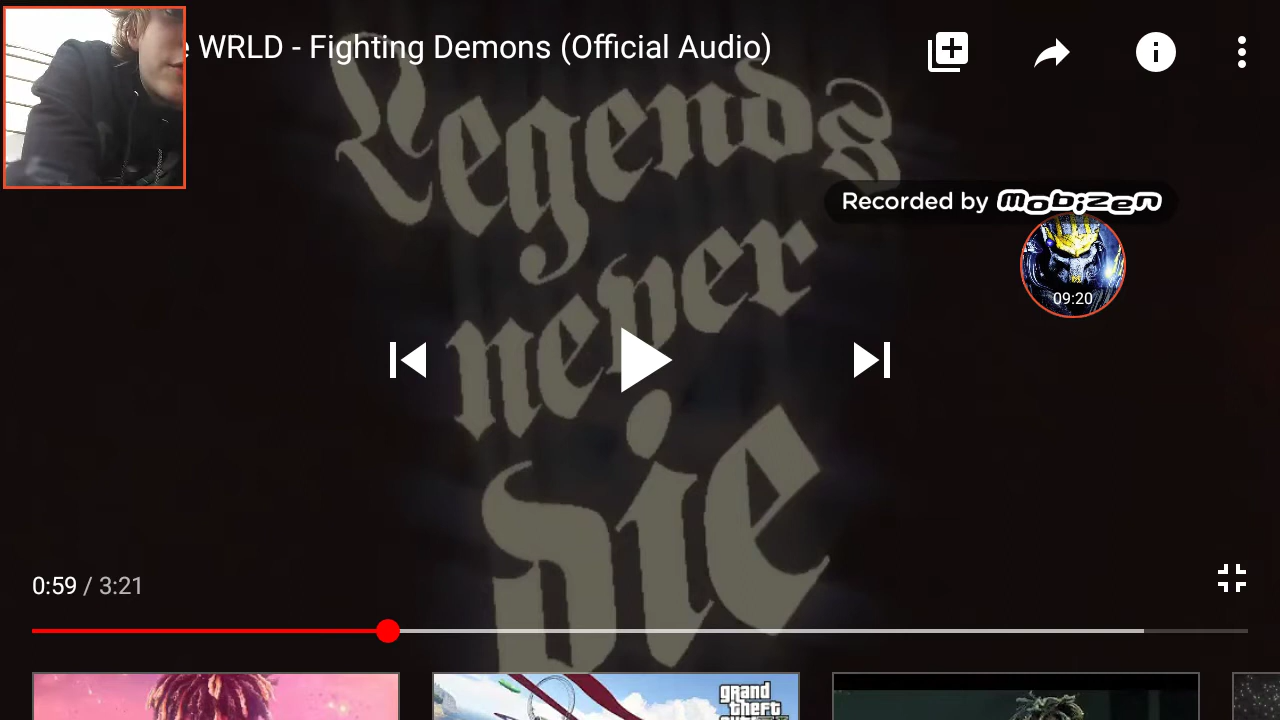 e WRLD - Fighting Demons (Official Audio)
Legends
never
die
Recorded by Mobizen
09:20
0:59 / 3:21
grand
theft